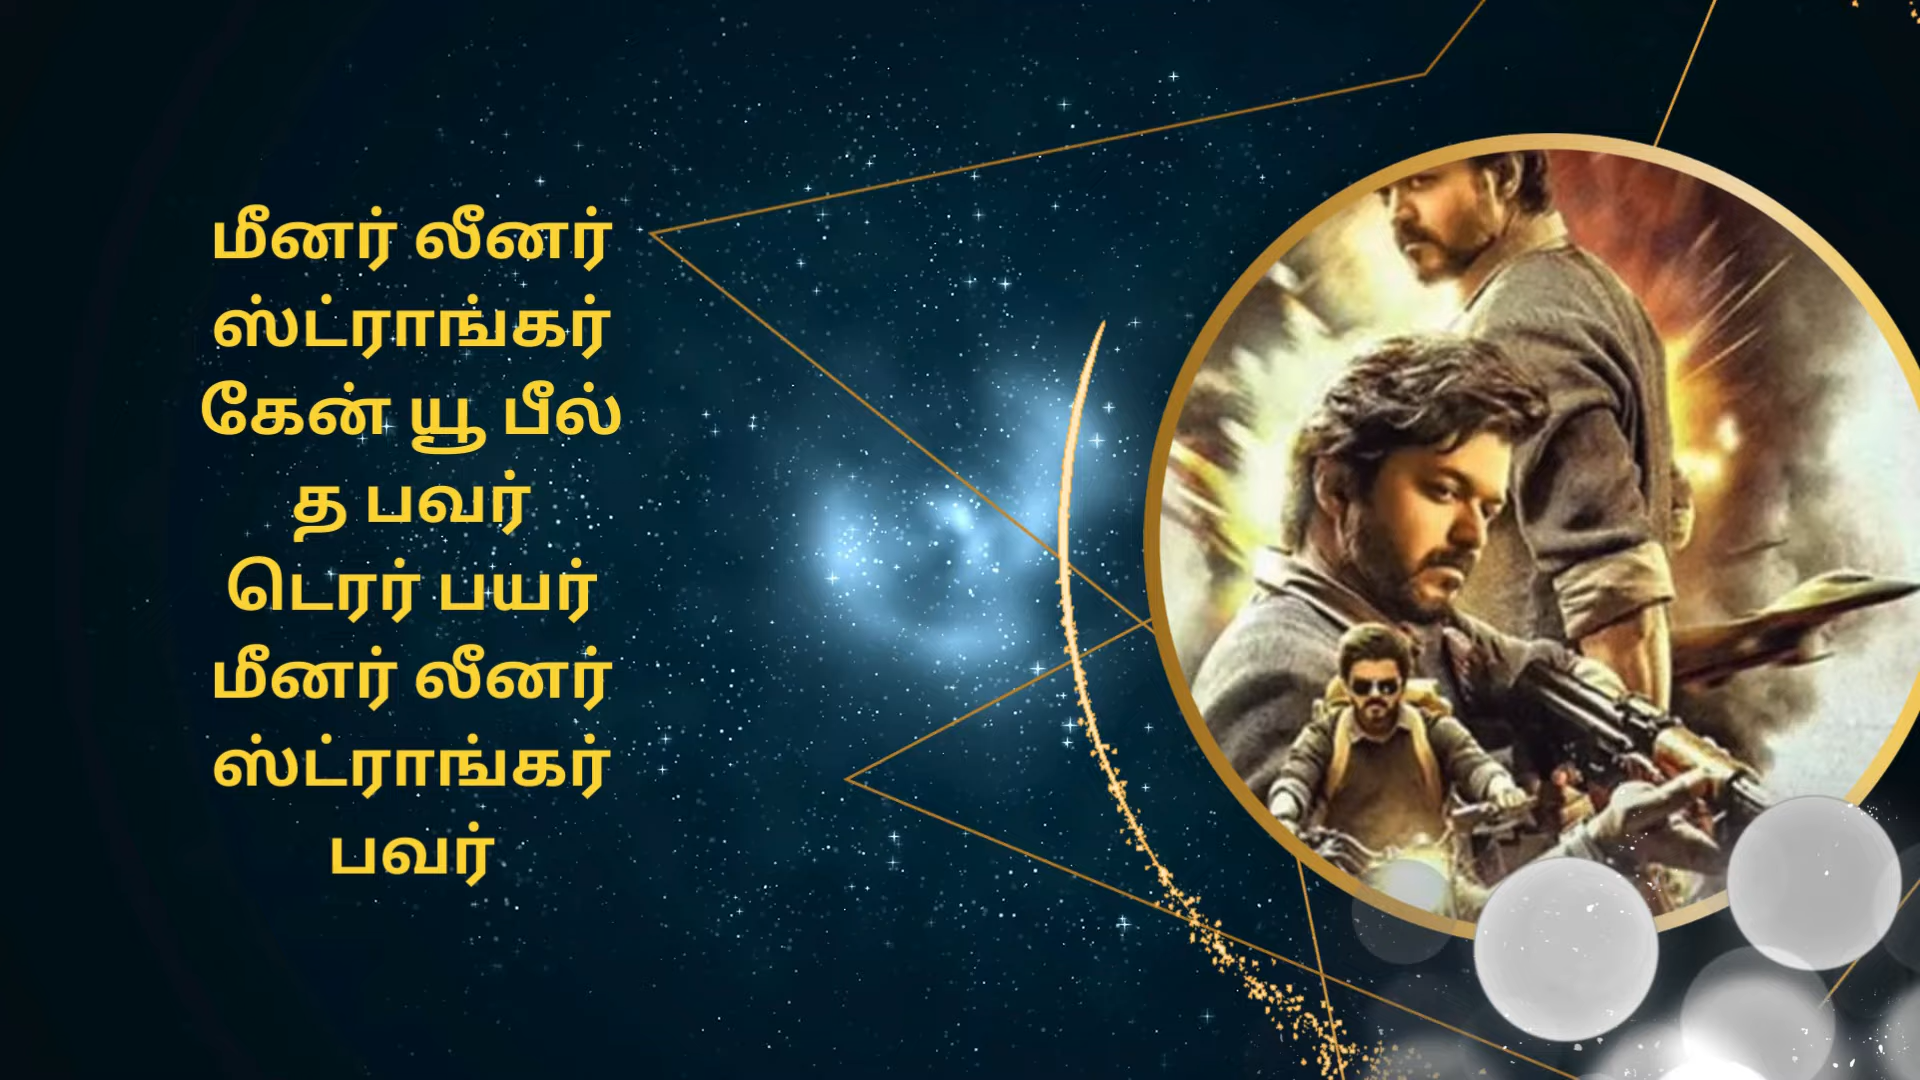 மீனர் லீனர்
ஸ்ட்ராங்கர்
கேன் யூ பீல்
த பவர்
டெரர் பயர்
மீனர் லீனர்
ஸ்ட்ராங்கர்
பவர்